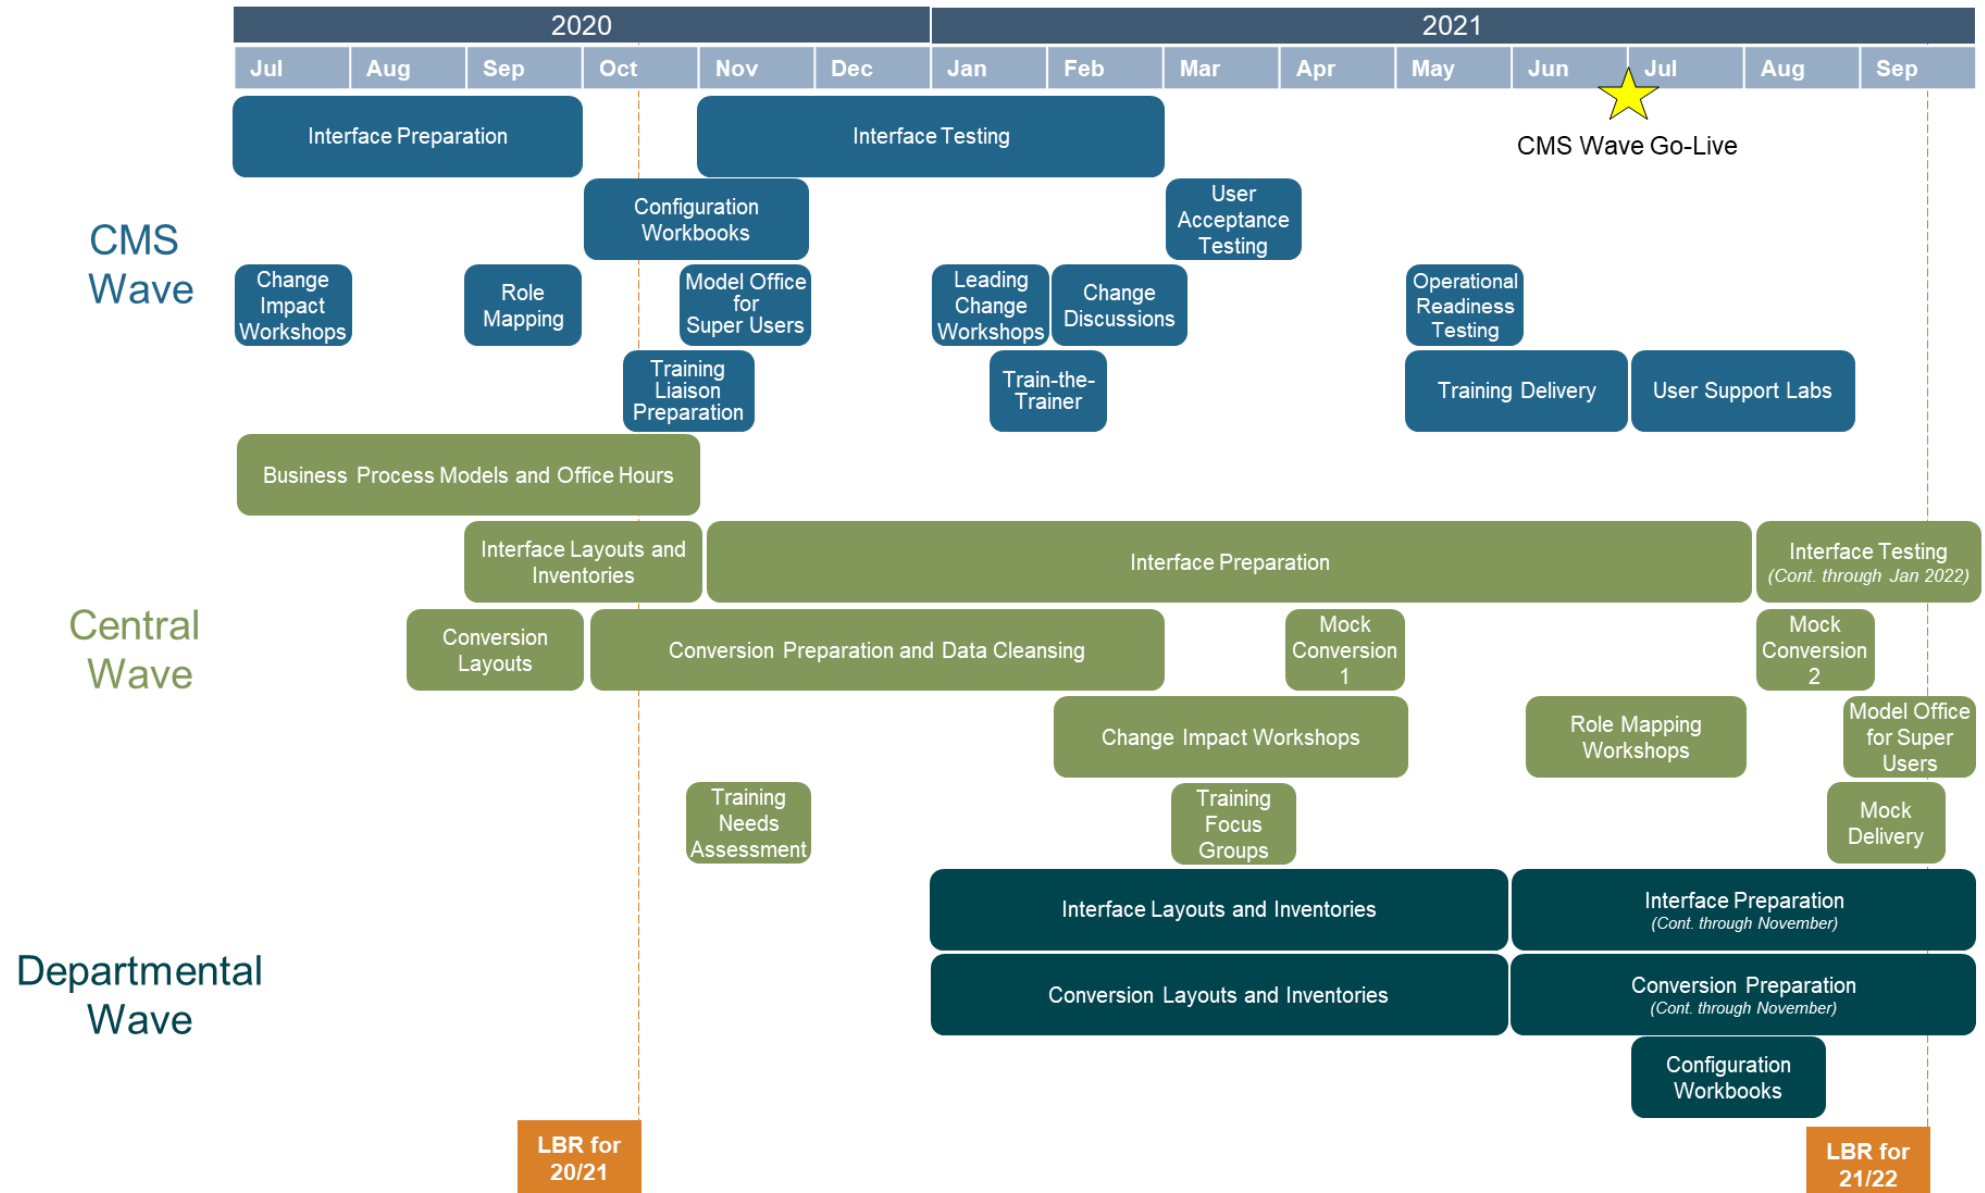 2020
2021
Jul
Aug
Sep
Oct
Nov
Dec
Jan
Feb
Mar
Apr
May
Jun
Jul
Aug
Sep
CMS Wave Go-Live
CMS
Wave
Interface Preparation
Interface Testing
Configuration
Workbooks
User
Acceptance
Testing
Change
Impact
Workshops
Role
Mapping
Model Office
for
Super Users
Leading
Change
Workshops
Change
Discussions
Operational
Readiness
Testing
Training
Liaison
Preparation
Train-the-
Trainer
Training Delivery
User Support Labs
Central
Wave
Business Process Models and Office Hours
Interface Layouts and
Inventories
Interface Preparation
Interface Testing
(Cont. through Jan 2022)
Conversion
Layouts
Conversion Preparation and Data Cleansing
Mock
Conversion
1
Mock
Conversion
2
Change Impact Workshops
Role Mapping
Workshops
Model Office
for Super
Users
Training
Needs
Assessment
Training
Focus
Groups
Mock
Delivery
Departmental
Wave
Interface Layouts and Inventories
Interface Preparation
(Cont. through November)
Conversion Layouts and Inventories
Conversion Preparation
(Cont. through November)
Configuration
Workbooks
LBR for
20/21
LBR for
21/22